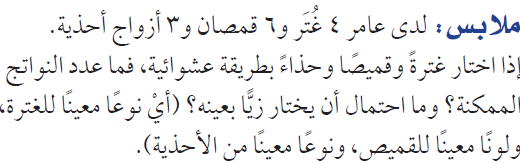 ملابس: لدى عامر ٤ غُتَر و٦ قمصان و٣ أزواج أحذية.
إذا اختار غترةً وقميصًا وحذاءً بطريقة عشوائية، فما عدد النواتج
الممكنة؟ وما احتمال أن يختار زيًّا بعينه؟ (أيْ نوعًا معينًا للغترة،
ولونًا معينًا للقميص، ونوعًا معينًا من الأحذية).